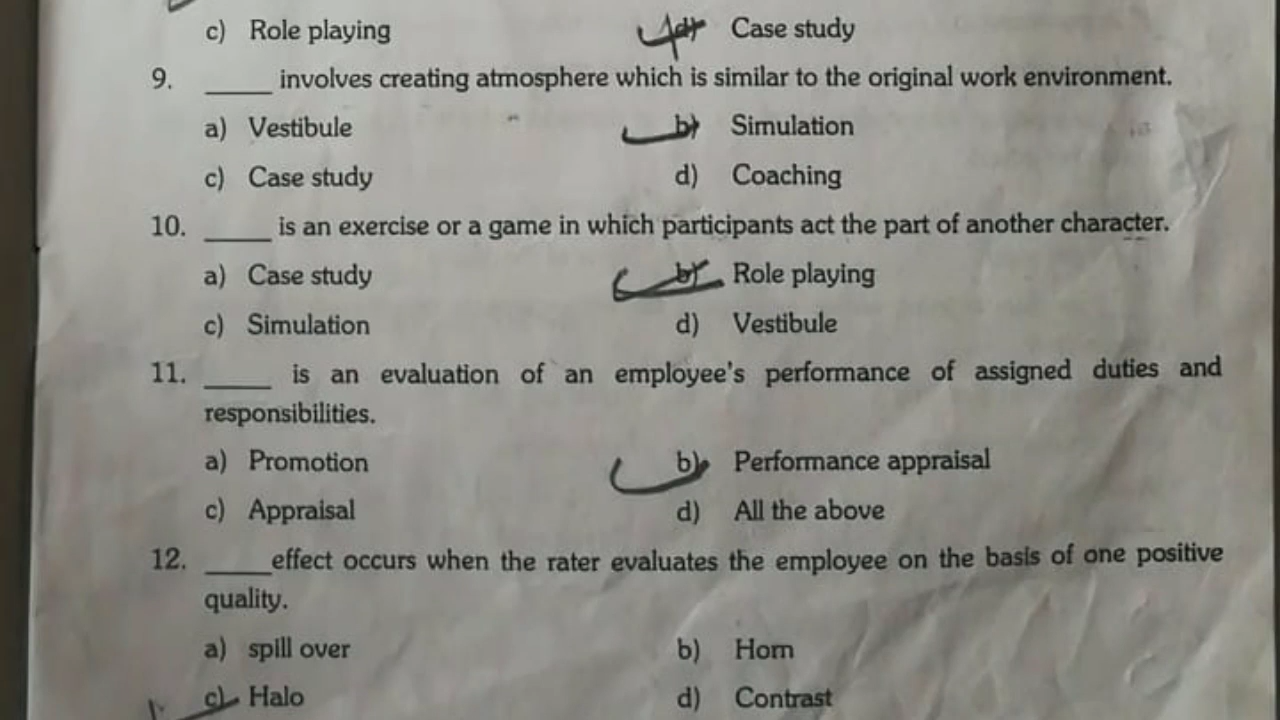 c) Role playing d) Case study
9. _____ involves creating atmosphere which is similar to the original work environment.
a) Vestibule b) Simulation
c) Case study d) Coaching
10. _____ is an exercise or a game in which participants act the part of another character.
a) Case study b) Role playing
c) Simulation d) Vestibule
11. _____ is an evaluation of an employee's performance of assigned duties and
responsibilities.
a) Promotion b) Performance appraisal
c) Appraisal d) All the above
12. _____effect occurs when the rater evaluates the employee on the basis of one positive
quality.
a) spill over b) Horn
c) Halo d) Contrast